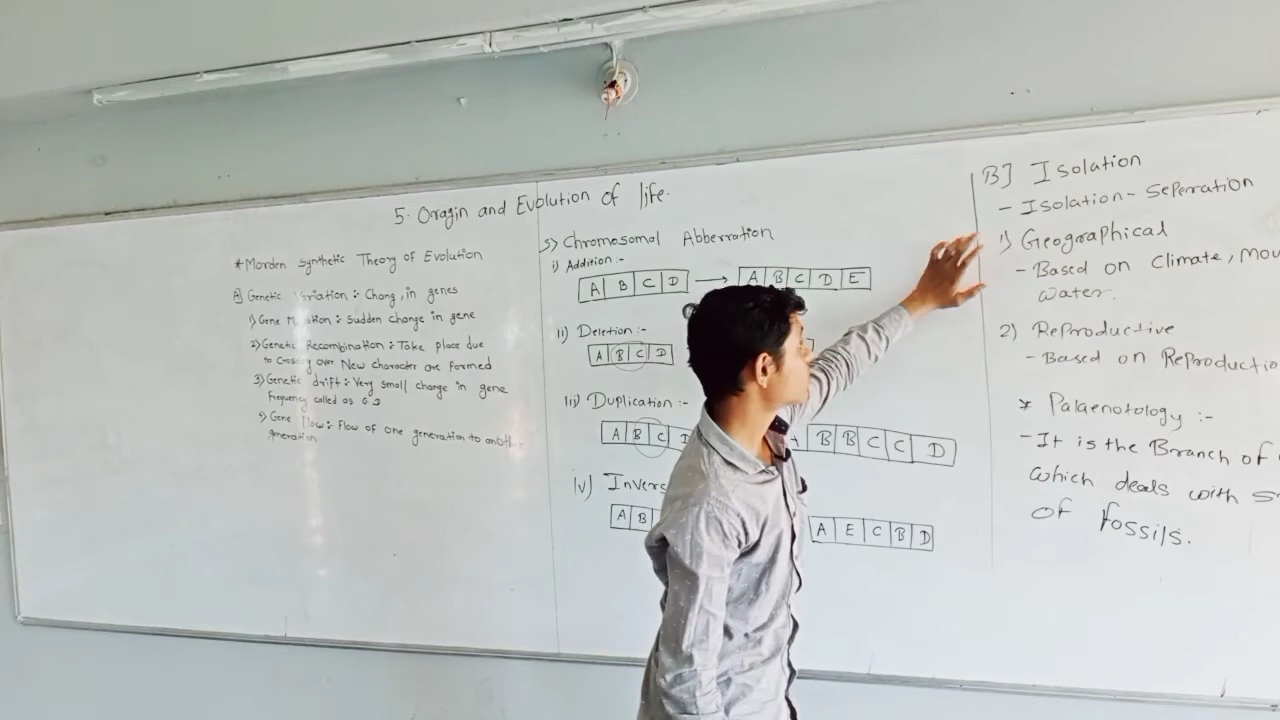 5. Oragin and Evolution of life.
* Morden Synthetic Theory of Evolution
A] Genetic Variation :- Chang in genes
1) Gene Mutation :- Sudden change in gene
2) Genetic Recombination :- Take place due
to Crossing over New character are formed
3) Genetic drift :- Very small change in gene
frequency called as
4) Gene flow :- flow of one generation to
generation
5) Chromosomal Abberration
i) Addition :-
A B C D → A B C D E
ii) Deletion :-
A B C D
iii) Duplication :-
A B C D A B B C C D
iv) Invers
A B A E C B D
B] Isolation
- Isolation - Seperration
1) Geographical
- Based on Climate,
water.
2) Reproductive
- Based on
* Palaenotology :-
- It is the Branch of
which deals with
of fossils.